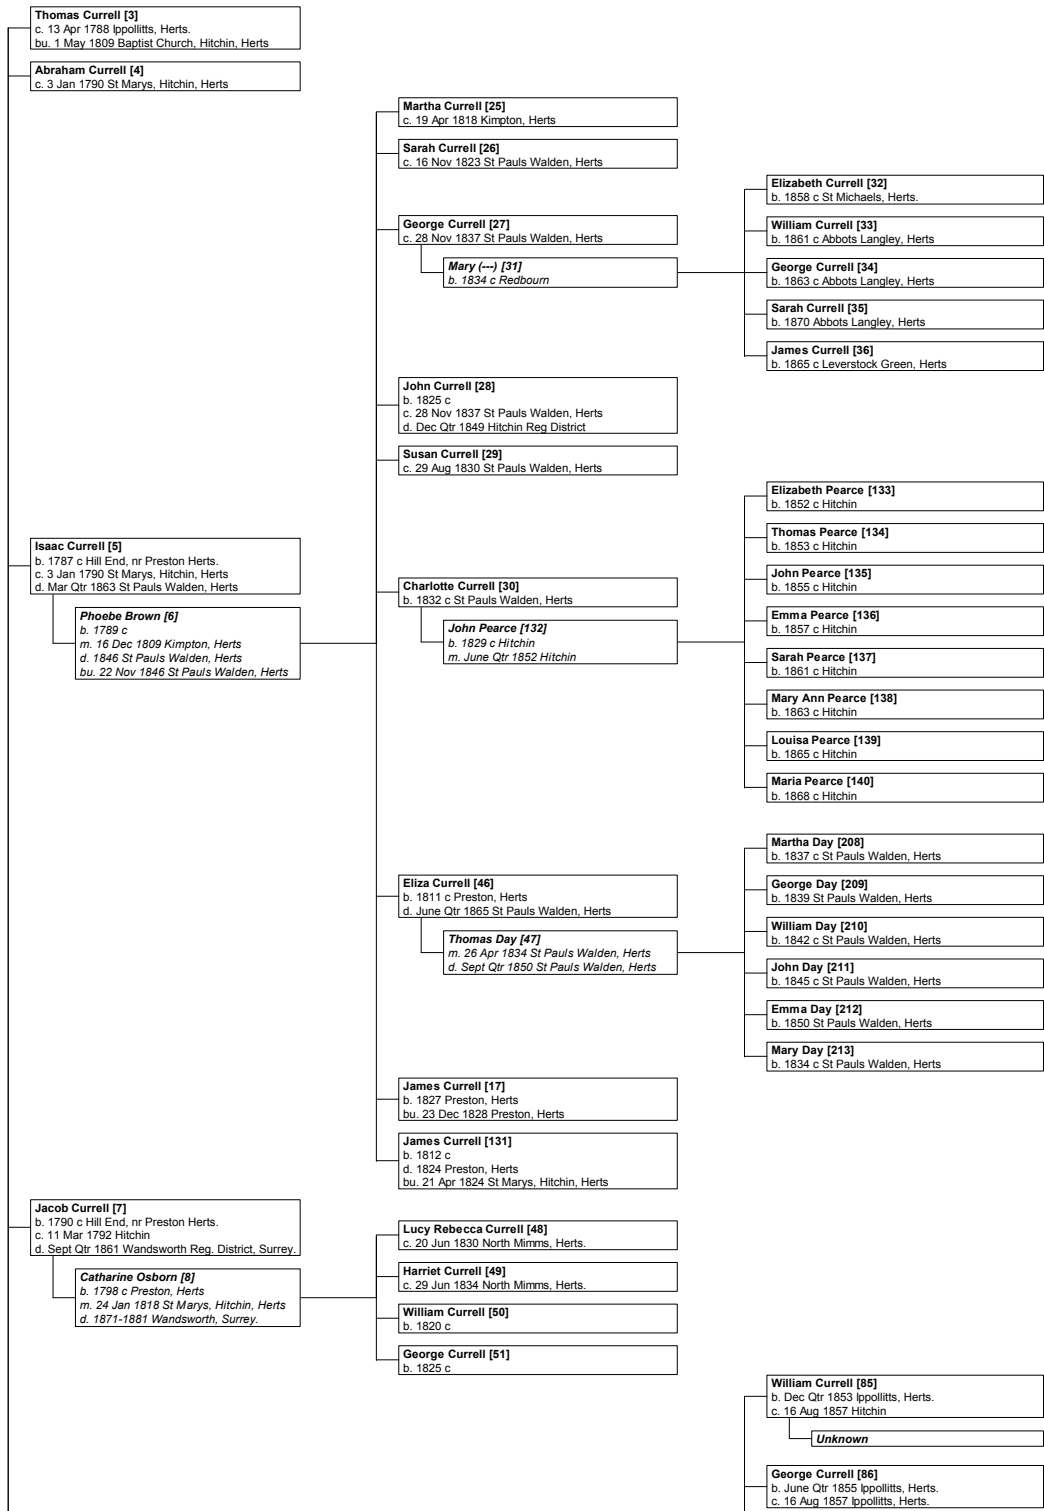 Thomas Currell [3]
c. 13 Apr 1788 Ippollitts, Herts.
bu. 1 May 1809 Baptist Church, Hitchin, Herts
Abraham Currell [4]
c. 3 Jan 1790 St Marys, Hitchin, Herts
Martha Currell [25]
c. 19 Apr 1818 Kimpton, Herts
Sarah Currell [26]
c. 16 Nov 1823 St Pauls Walden, Herts
George Currell [27]
c. 28 Nov 1837 St Pauls Walden, Herts
Mary (---) [31]
b. 1834 c Redbourn
Elizabeth Currell [32]
b. 1858 c St Michaels, Herts.
William Currell [33]
b. 1861 c Abbots Langley, Herts
George Currell [34]
b. 1863 c Abbots Langley, Herts
Sarah Currell [35]
b. 1870 Abbots Langley, Herts
James Currell [36]
b. 1865 c Leverstock Green, Herts
John Currell [28]
b. 1825 c
c. 28 Nov 1837 St Pauls Walden, Herts
d. Dec Qtr 1849 Hitchin Reg District
Susan Currell [29]
c. 29 Aug 1830 St Pauls Walden, Herts
Isaac Currell [5]
b. 1787 c Hill End, nr Preston Herts.
c. 3 Jan 1790 St Marys, Hitchin, Herts
d. Mar Qtr 1863 St Pauls Walden, Herts
Phoebe Brown [6]
b. 1789 c
m. 16 Dec 1809 Kimpton, Herts
d. 1846 St Pauls Walden, Herts
bu. 22 Nov 1846 St Pauls Walden, Herts
Charlotte Currell [30]
b. 1832 c St Pauls Walden, Herts
John Pearce [132]
b. 1829 c Hitchin
m. June Qtr 1852 Hitchin
Elizabeth Pearce [133]
b. 1852 c Hitchin
Thomas Pearce [134]
b. 1853 c Hitchin
John Pearce [135]
b. 1855 c Hitchin
Emma Pearce [136]
b. 1857 c Hitchin
Sarah Pearce [137]
b. 1861 c Hitchin
Mary Ann Pearce [138]
b. 1863 c Hitchin
Louisa Pearce [139]
b. 1865 c Hitchin
Maria Pearce [140]
b. 1868 c Hitchin
Eliza Currell [46]
b. 1811 c Preston, Herts
d. June Qtr 1865 St Pauls Walden, Herts
Thomas Day [47]
m. 26 Apr 1834 St Pauls Walden, Herts
d. Sept Qtr 1850 St Pauls Walden, Herts
Martha Day [208]
b. 1837 c St Pauls Walden, Herts
George Day [209]
b. 1839 St Pauls Walden, Herts
William Day [210]
b. 1842 c St Pauls Walden, Herts
John Day [211]
b. 1845 c St Pauls Walden, Herts
Emma Day [212]
b. 1850 St Pauls Walden, Herts
Mary Day [213]
b. 1834 c St Pauls Walden, Herts
James Currell [17]
b. 1827 Preston, Herts
bu. 23 Dec 1828 Preston, Herts
James Currell [131]
b. 1812 c
d. 1824 Preston, Herts
bu. 21 Apr 1824 St Marys, Hitchin, Herts
Jacob Currell [7]
b. 1790 c Hill End, nr Preston Herts.
c. 11 Mar 1792 Hitchin
d. Sept Qtr 1861 Wandsworth Reg. District, Surrey.
Catharine Osborn [8]
b. 1798 c Preston, Herts
m. 24 Jan 1818 St Marys, Hitchin, Herts
d. 1871-1881 Wandsworth, Surrey.
Lucy Rebecca Currell [48]
c. 20 Jun 1830 North Mimms, Herts.
Harriet Currell [49]
c. 29 Jun 1834 North Mimms, Herts.
William Currell [50]
b. 1820 c
George Currell [51]
b. 1825 c
William Currell [85]
b. Dec Qtr 1853 Ippollitts, Herts.
c. 16 Aug 1857 Hitchin
Unknown
George Currell [86]
b. June Qtr 1855 Ippollitts, Herts.
c. 16 Aug 1857 Ippollitts, Herts.